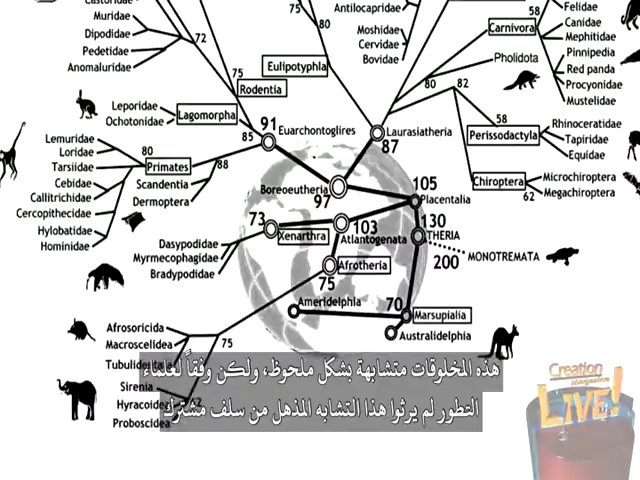 Castoridae
Muridae
Dipodidae
Pedetidae
Anomaluridae
72
75
Rodentia
75
80
Eulipotyphla
Antilocapridae
Moshidae
Cervidae
Bovidae
58
Carnivora
Felidae
Canidae
Mephitidae
Pinnipedia
Red panda
Procyonidae
Mustelidae
Pholidota
80
82
Leporidae
Ochotonidae
Lagomorpha
85
91
Euarchontoglires
Laurasiatheria
87
58
Perissodactyla
Rhinoceratidae
Tapiridae
Equidae
Lemuridae
Loridae
Tarsiidae
Cebidae
Callitrichidae
Cercopithecidae
Hylobatidae
Hominidae
80
Primates
88
Scandentia
Dermoptera
Chiroptera
62
Microchiroptera
Megachiroptera
Boreoeutheria
97
105
Placentalia
73
Xenarthra
103
Atlantogenata
130
THERIA
200
MONOTREMATA
Dasypodidae
Myrmecophagidae
Bradypodidae
Afrotheria
75
Ameridelphia
70
Marsupialia
Australidelphia
Afrosoricida
Macroscelidea
Tubulidentata
75
Sirenia
Hyracoidea
Proboscidea
هذه المخلوقات متشابهة بشكل ملحوظ، ولكن وفقاً لعلماء
التطور لم يرثوا هذا التشابه المذهل من سلف مشترك
Creation
Magazine
LIVE!